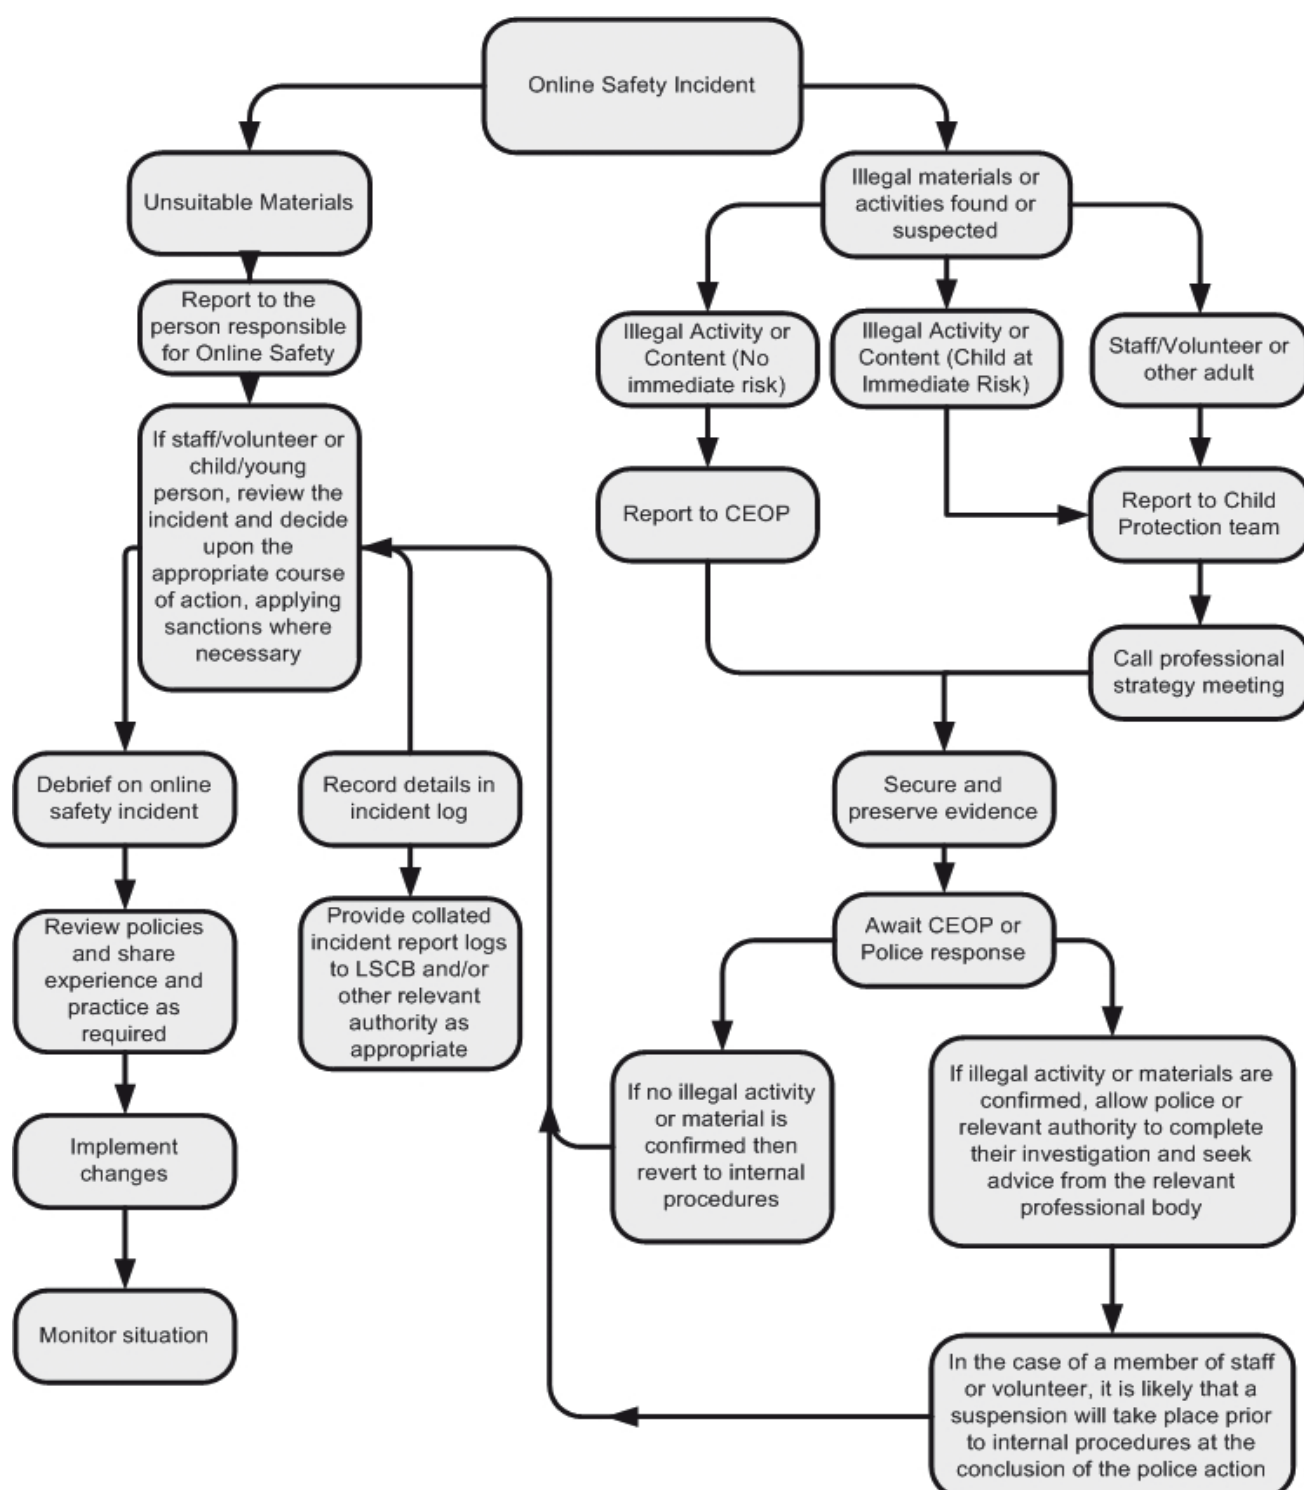 Online Safety Incident
Unsuitable Materials
Illegal materials or
activities found or
suspected
Report to the
person responsible
for Online Safety
Illegal Activity or
Content (No
immediate risk)
Illegal Activity or
Content (Child at
Immediate Risk)
Staff/Volunteer or
other adult
If staff/volunteer or
child/young
person, review the
incident and decide
upon the
appropriate course
of action, applying
sanctions where
necessary
Report to CEOP
Report to Child
Protection team
Call professional
strategy meeting
Debrief on online
safety incident
Record details in
incident log
Secure and
preserve evidence
Review policies
and share
experience and
practice as
required
Provide collated
incident report logs
to LSCB and/or
other relevant
authority as
appropriate
Await CEOP or
Police response
If no illegal activity
or material is
confirmed then
revert to internal
procedures
If illegal activity or materials are
confirmed, allow police or
relevant authority to complete
their investigation and seek
advice from the relevant
professional body
Implement
changes
Monitor situation
In the case of a member of staff
or volunteer, it is likely that a
suspension will take place prior
to internal procedures at the
conclusion of the police action